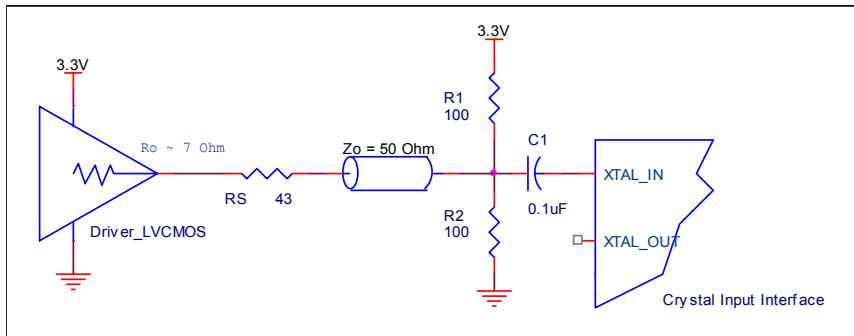 3.3V
3.3V
R1
100
Ro ~ 7 Ohm
Zo = 50 Ohm
C1
XTAL_IN
RS 43
0.1uF
R2
100
Driver_LVCMOS
XTAL_OUT
Crystal Input Interface